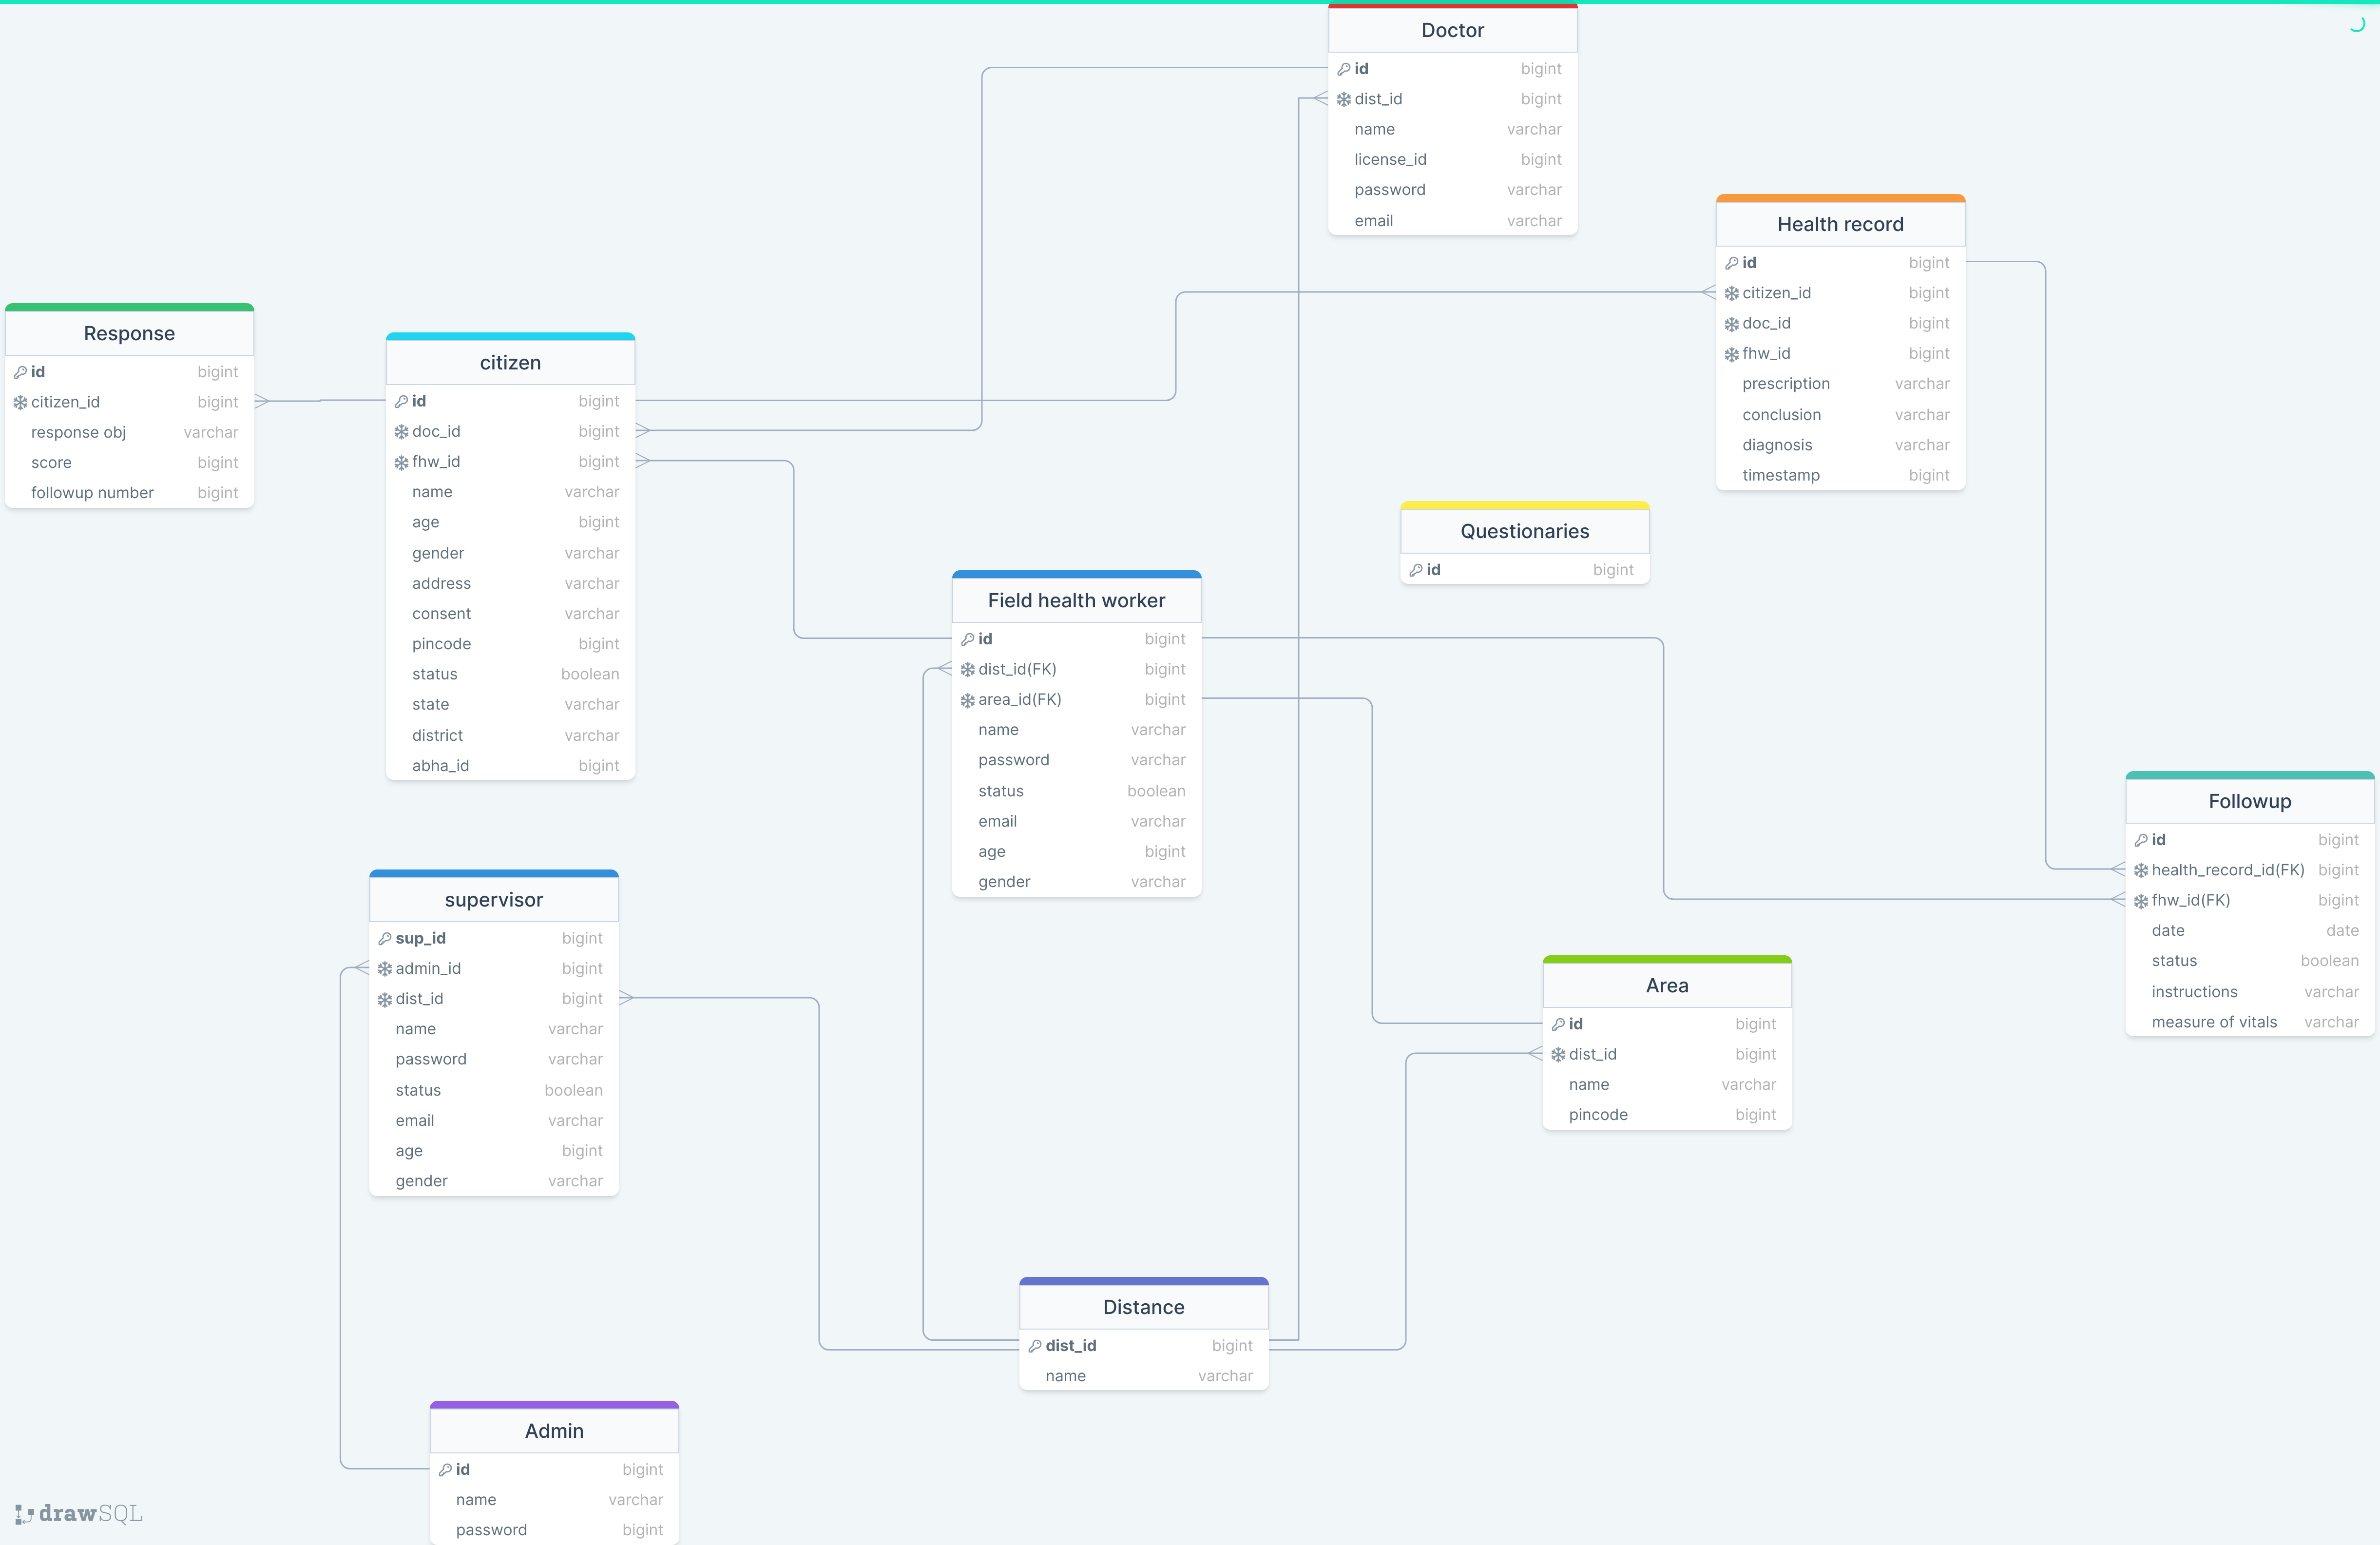 Doctor
id bigint
dist_id bigint
name varchar
license_id bigint
password varchar
email varchar
Health record
id bigint
citizen_id bigint
doc_id bigint
fhw_id bigint
prescription varchar
conclusion varchar
diagnosis varchar
timestamp bigint
Response
id bigint
citizen_id bigint
response obj varchar
score bigint
followup number bigint
citizen
id bigint
doc_id bigint
fhw_id bigint
name varchar
age bigint
gender varchar
address varchar
consent varchar
pincode bigint
status boolean
state varchar
district varchar
abha_id bigint
Questionaries
id bigint
Field health worker
id bigint
dist_id(FK) bigint
area_id(FK) bigint
name varchar
password varchar
status boolean
email varchar
age bigint
gender varchar
Followup
id bigint
health_record_id(FK) bigint
fhw_id(FK) bigint
date date
status boolean
instructions varchar
measure of vitals varchar
supervisor
sup_id bigint
admin_id bigint
dist_id bigint
name varchar
password varchar
status boolean
email varchar
age bigint
gender varchar
Area
id bigint
dist_id bigint
name varchar
pincode bigint
Distance
dist_id bigint
name varchar
Admin
id bigint
name varchar
password bigint
drawSQL